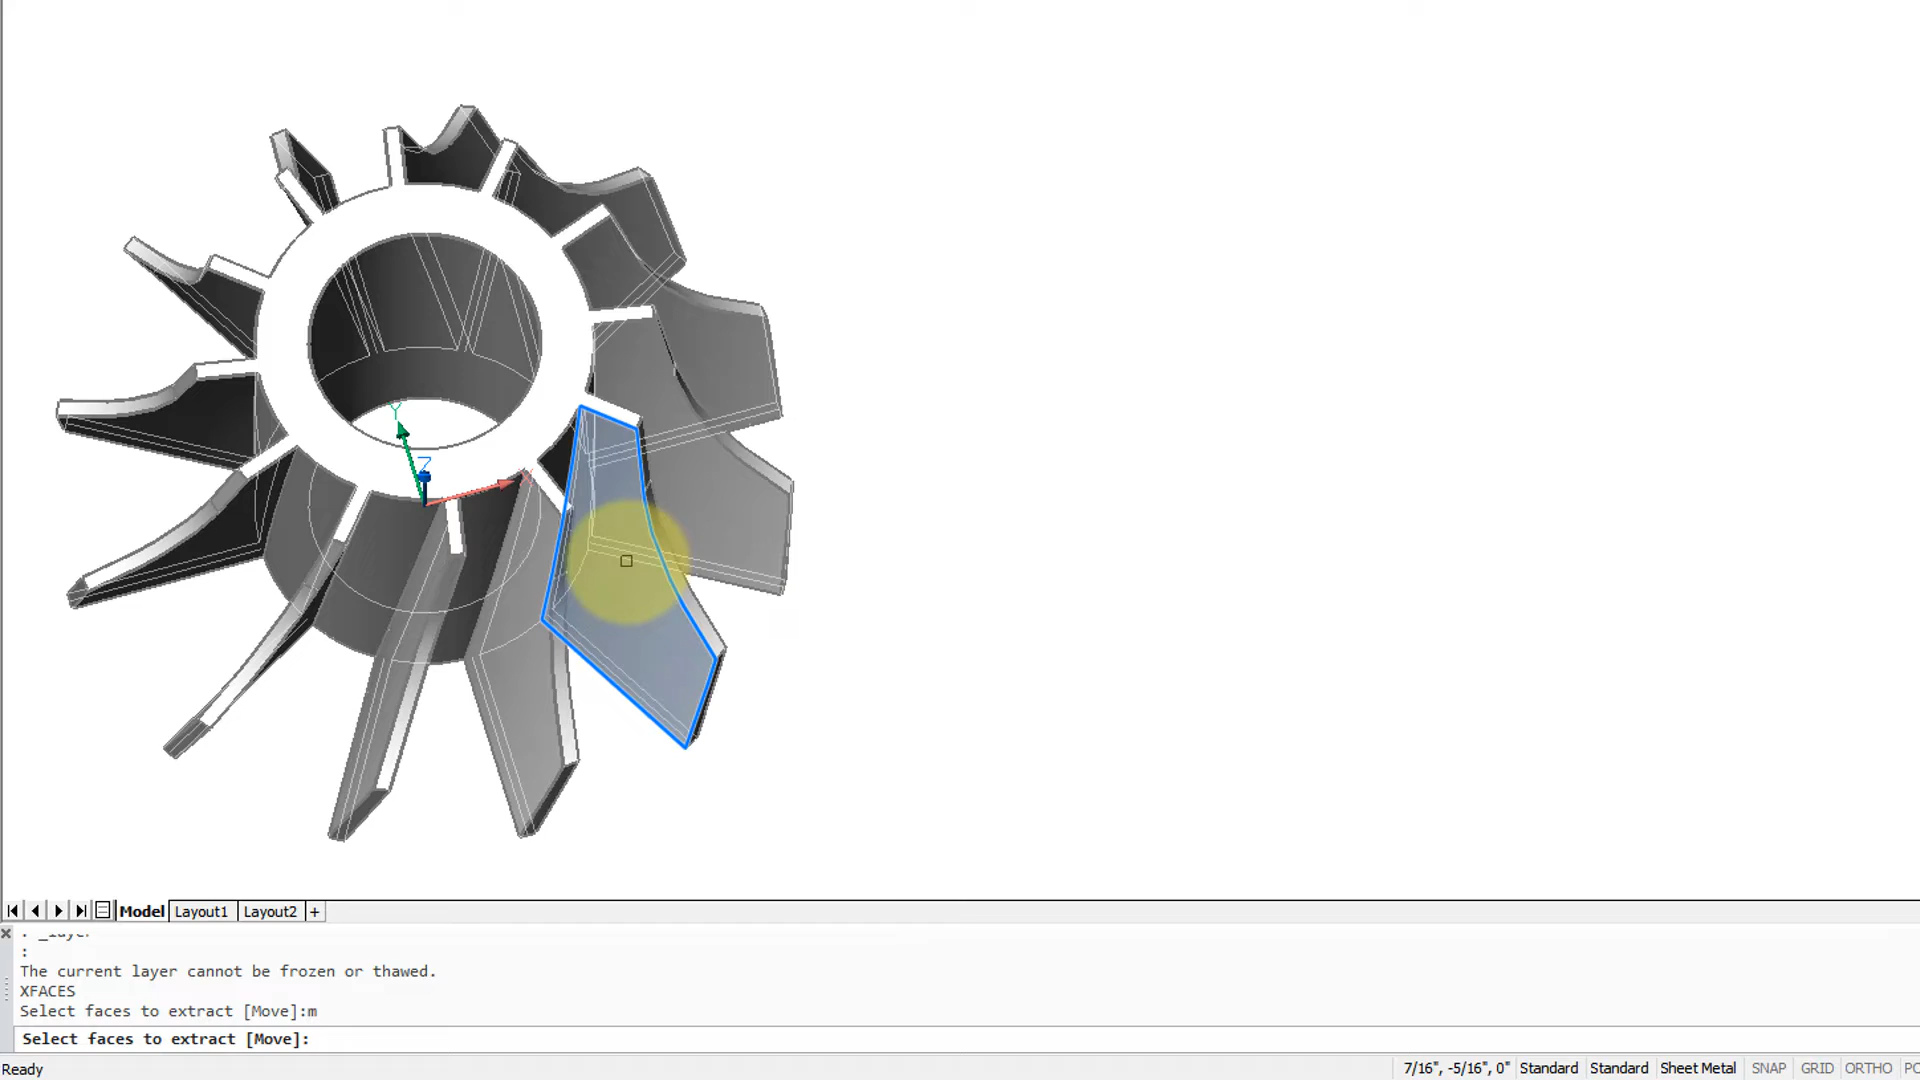 Y
Z
X
Model Layout1 Layout2 +
: _layer
:
The current layer cannot be frozen or thawed.
XFACES
Select faces to extract [Move]:m
Select faces to extract [Move]:
Ready 7/16", -5/16", 0" Standard Standard Sheet Metal SNAP GRID ORTHO